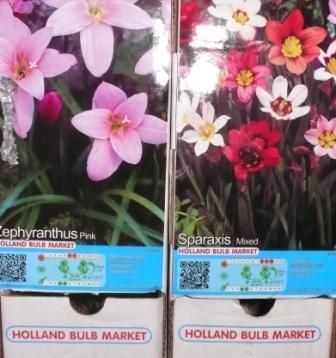 Zephyranthus Pink
HOLLAND BULB MARKET
Sparaxis Mixed
HOLLAND BULB MARKET
HOLLAND BULB MARKET
HOLLAND BULB MARKET